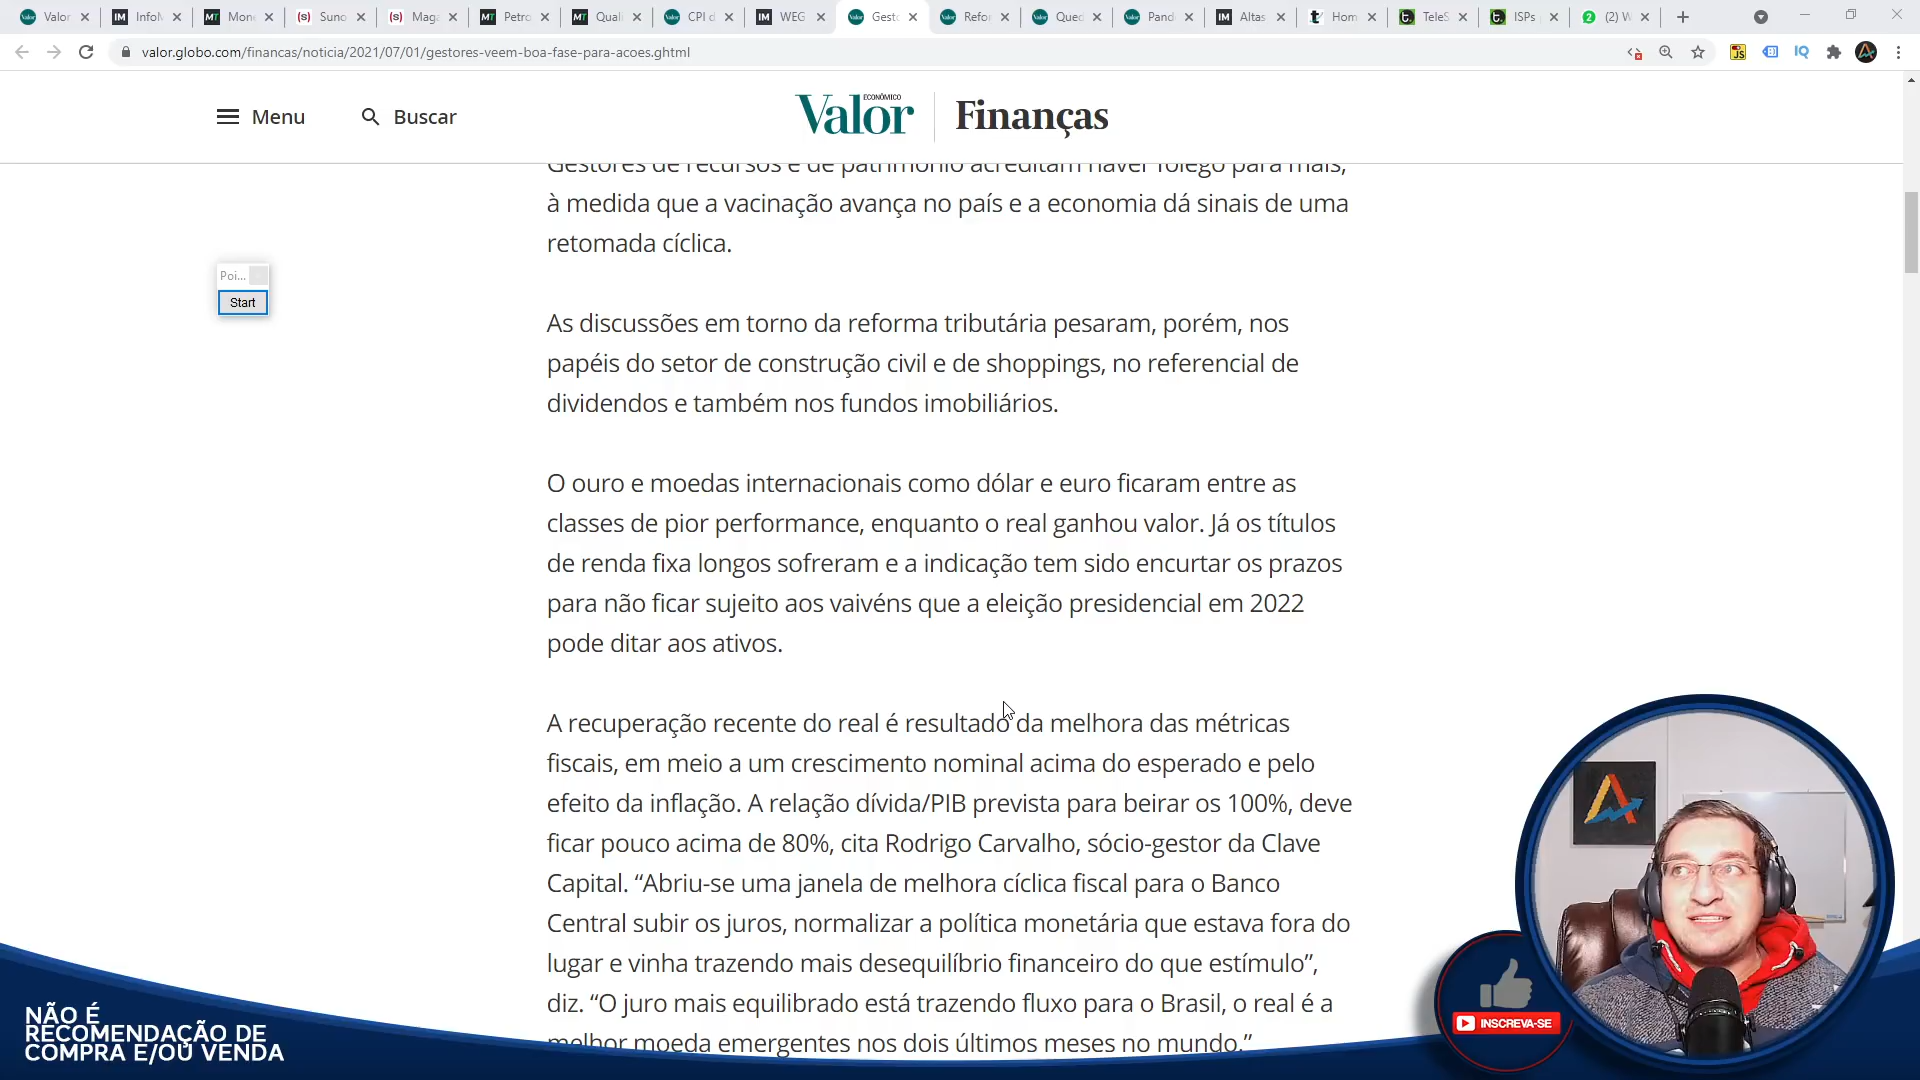 Valor
InfoM
Mon
Suno
Mag
Petro
Quali
CPI d
WEG
Gest
Refo
Que
Pand
Altas
Hom
TeleS
ISPs
(2) W
valor.globo.com/financas/noticia/2021/07/01/gestores-veem-boa-fase-para-acoes.ghtml
Menu
Buscar
Valor ECONÔMICO
Finanças
Gestores de recursos e de patrimônio acreditam haver fôlego para mais,
à medida que a vacinação avança no país e a economia dá sinais de uma
retomada cíclica.
Poi...
Start
As discussões em torno da reforma tributária pesaram, porém, nos
papéis do setor de construção civil e de shoppings, no referencial de
dividendos e também nos fundos imobiliários.
O ouro e moedas internacionais como dólar e euro ficaram entre as
classes de pior performance, enquanto o real ganhou valor. Já os títulos
de renda fixa longos sofreram e a indicação tem sido encurtar os prazos
para não ficar sujeito aos vaivéns que a eleição presidencial em 2022
pode ditar aos ativos.
A recuperação recente do real é resultado da melhora das métricas
fiscais, em meio a um crescimento nominal acima do esperado e pelo
efeito da inflação. A relação dívida/PIB prevista para beirar os 100%, deve
ficar pouco acima de 80%, cita Rodrigo Carvalho, sócio-gestor da Clave
Capital. “Abriu-se uma janela de melhora cíclica fiscal para o Banco
Central subir os juros, normalizar a política monetária que estava fora do
lugar e vinha trazendo mais desequilíbrio financeiro do que estímulo”,
diz. “O juro mais equilibrado está trazendo fluxo para o Brasil, o real é a
melhor moeda emergentes nos dois últimos meses no mundo.”
NÃO É
RECOMENDAÇÃO DE
COMPRA E/OU VENDA
INSCREVA-SE